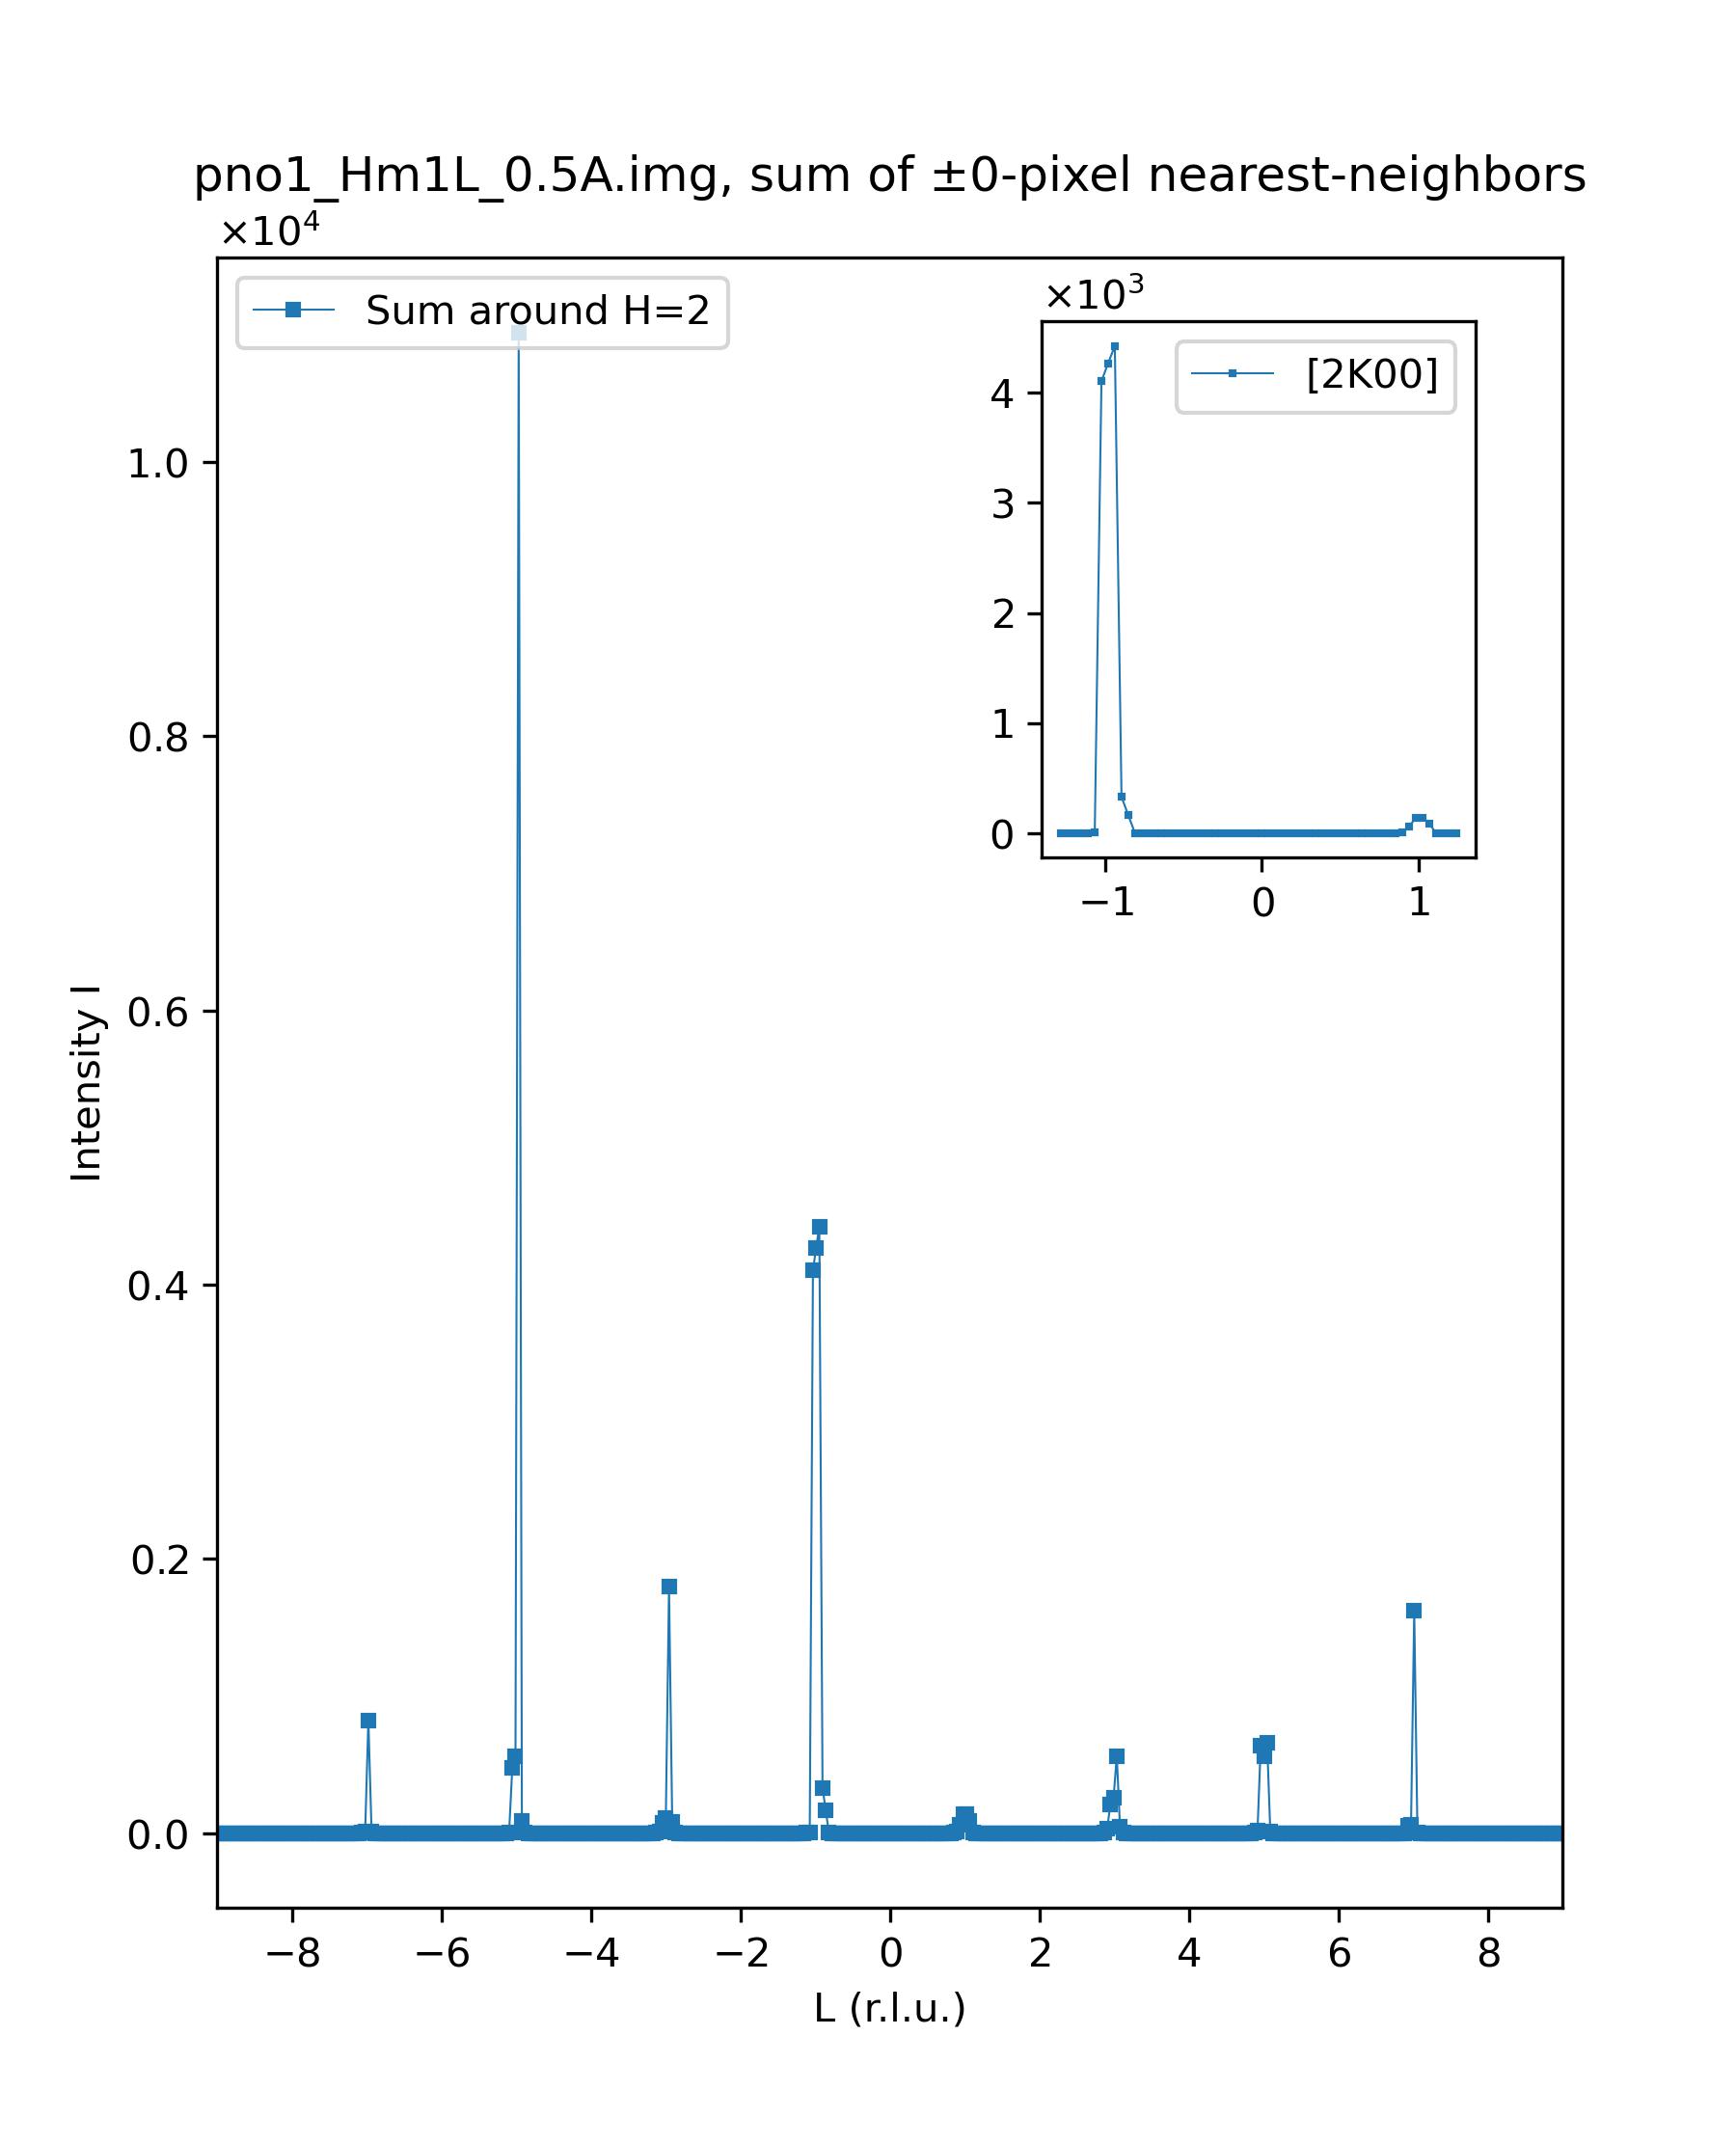 pno1_Hm1L_0.5A.img, sum of ±0-pixel nearest-neighbors
×10⁴
Sum around H=2
×10³
[2K00]
4
3
2
1
0
−1 0 1
1.0
0.8
0.6
0.4
0.2
0.0
Intensity I
−8 −6 −4 −2 0 2 4 6 8
L (r.l.u.)